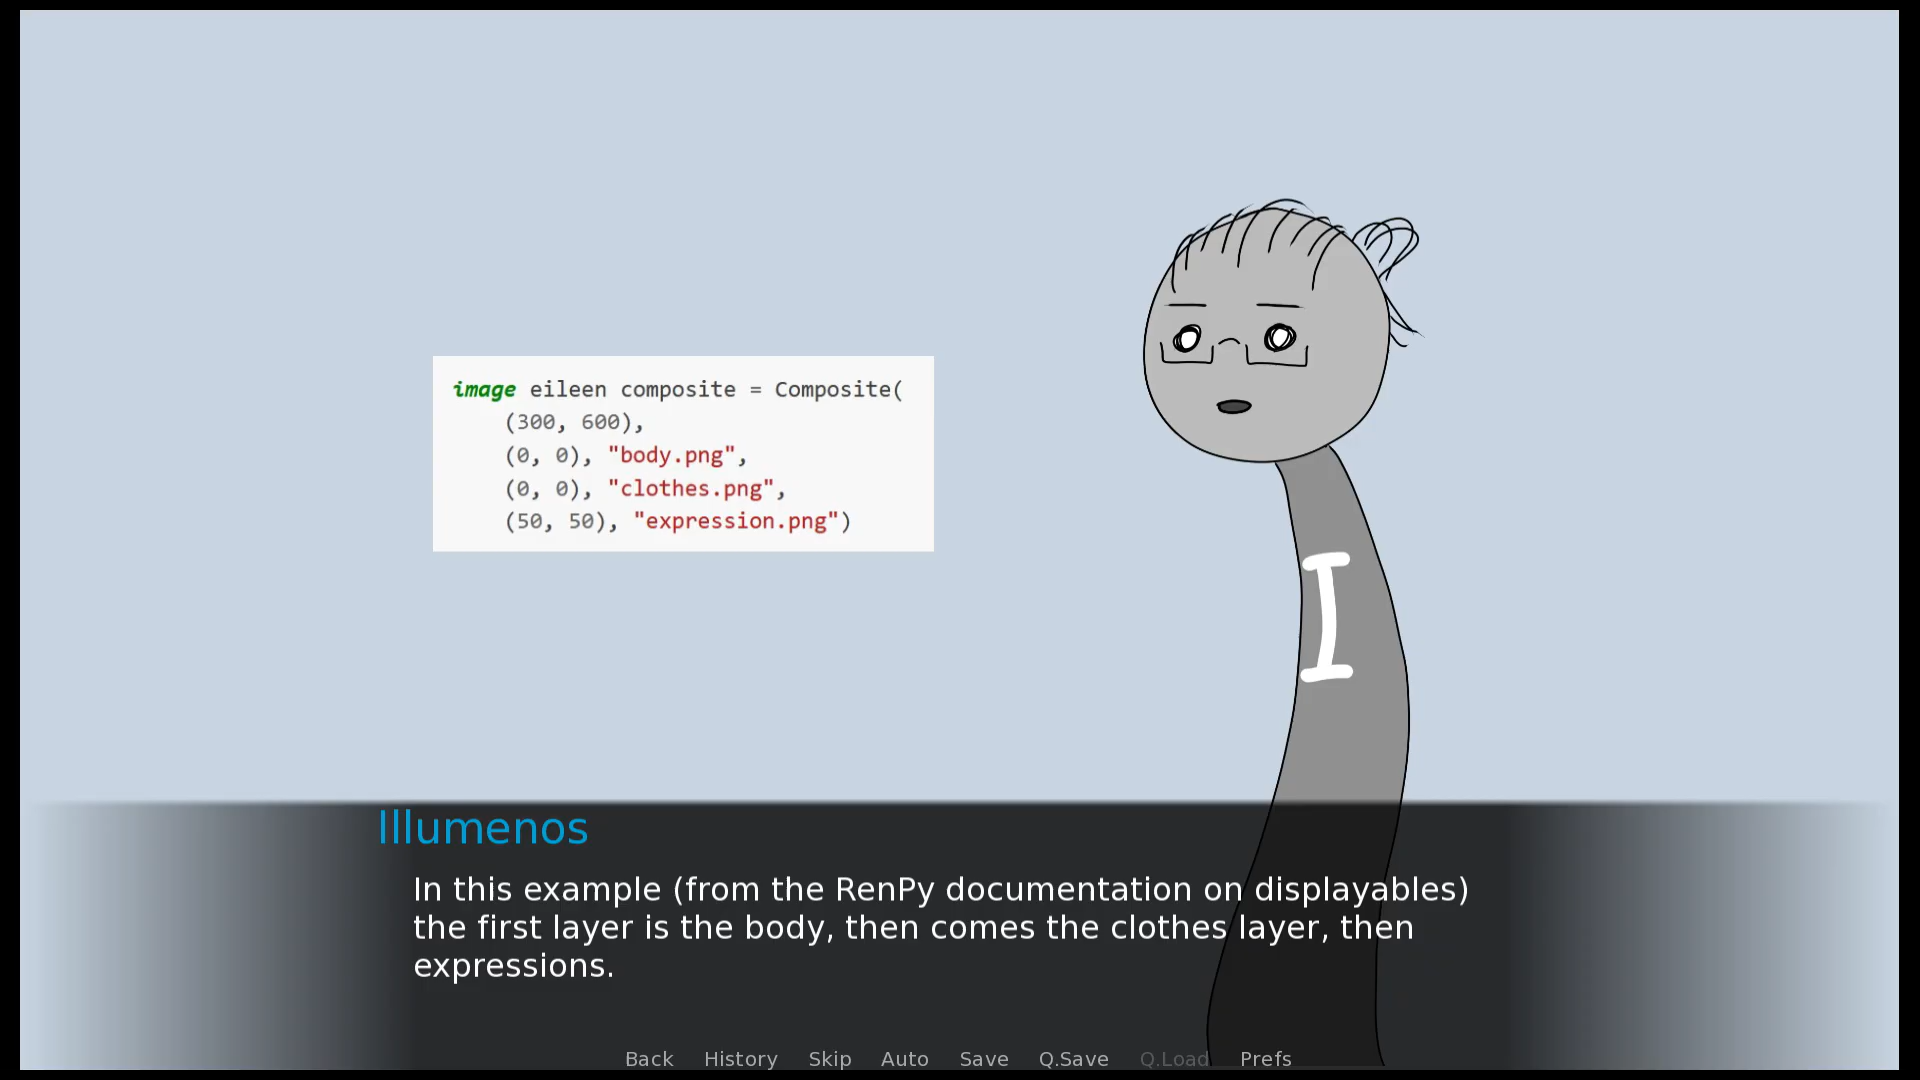 image eileen composite = Composite(
(300, 600),
(0, 0), "body.png",
(0, 0), "clothes.png",
(50, 50), "expression.png")
I
Illumenos
In this example (from the RenPy documentation on displayables)
the first layer is the body, then comes the clothes layer, then
expressions.
Back History Skip Auto Save Q.Save Q.Load Prefs